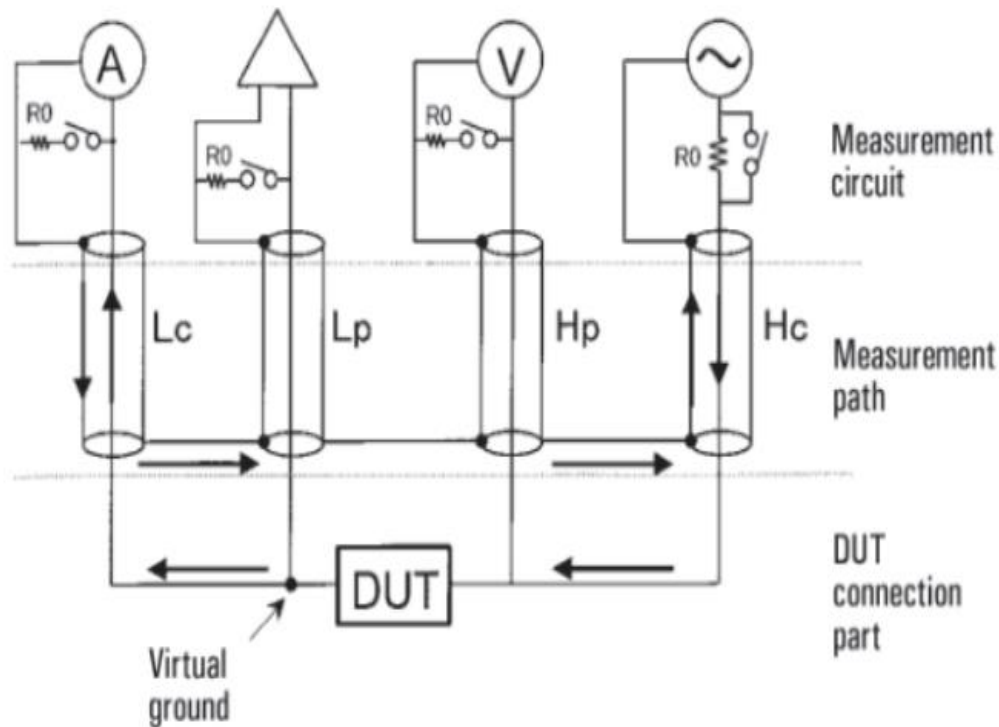 A
V
R0
R0
R0
R0
Measurement
circuit
Lc
Lp
Hp
Hc
Measurement
path
DUT
DUT
connection
part
Virtual
ground